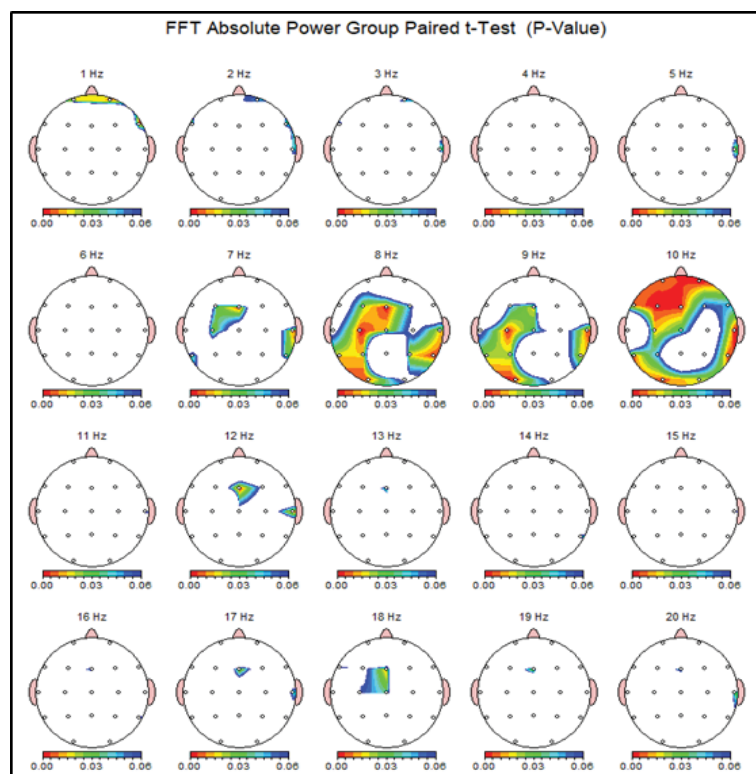 FFT Absolute Power Group Paired t-Test (P-Value)
1 Hz 2 Hz 3 Hz 4 Hz 5 Hz
0.00 0.03 0.06 0.00 0.03 0.06 0.00 0.03 0.06 0.00 0.03 0.06 0.00 0.03 0.06
6 Hz 7 Hz 8 Hz 9 Hz 10 Hz
0.00 0.03 0.06 0.00 0.03 0.06 0.00 0.03 0.06 0.00 0.03 0.06 0.00 0.03 0.06
11 Hz 12 Hz 13 Hz 14 Hz 15 Hz
0.00 0.03 0.06 0.00 0.03 0.06 0.00 0.03 0.06 0.00 0.03 0.06 0.00 0.03 0.06
16 Hz 17 Hz 18 Hz 19 Hz 20 Hz
0.00 0.03 0.06 0.00 0.03 0.06 0.00 0.03 0.06 0.00 0.03 0.06 0.00 0.03 0.06